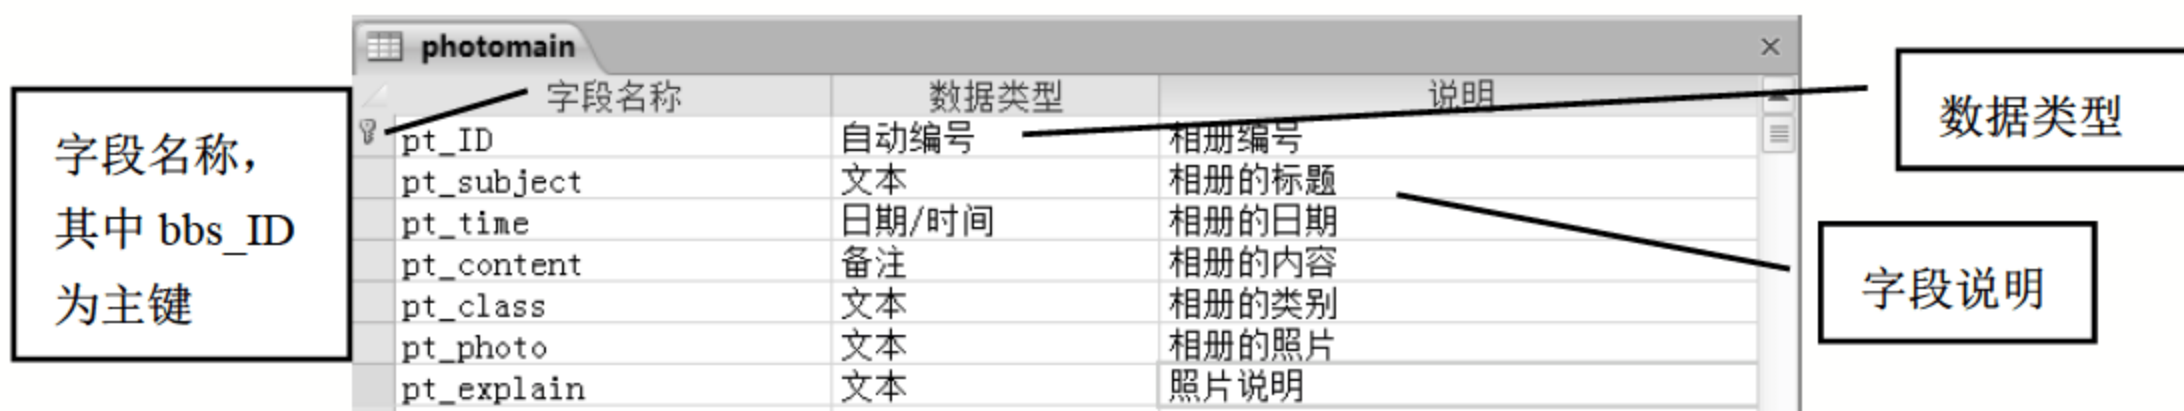 photomain
字段名称 数据类型 说明
pt_ID 自动编号 相册编号
pt_subject 文本 相册的标题
pt_time 日期/时间 相册的日期
pt_content 备注 相册的内容
pt_class 文本 相册的类别
pt_photo 文本 相册的照片
pt_explain 文本 照片说明
字段名称，
其中 bbs_ID
为主键
数据类型
字段说明